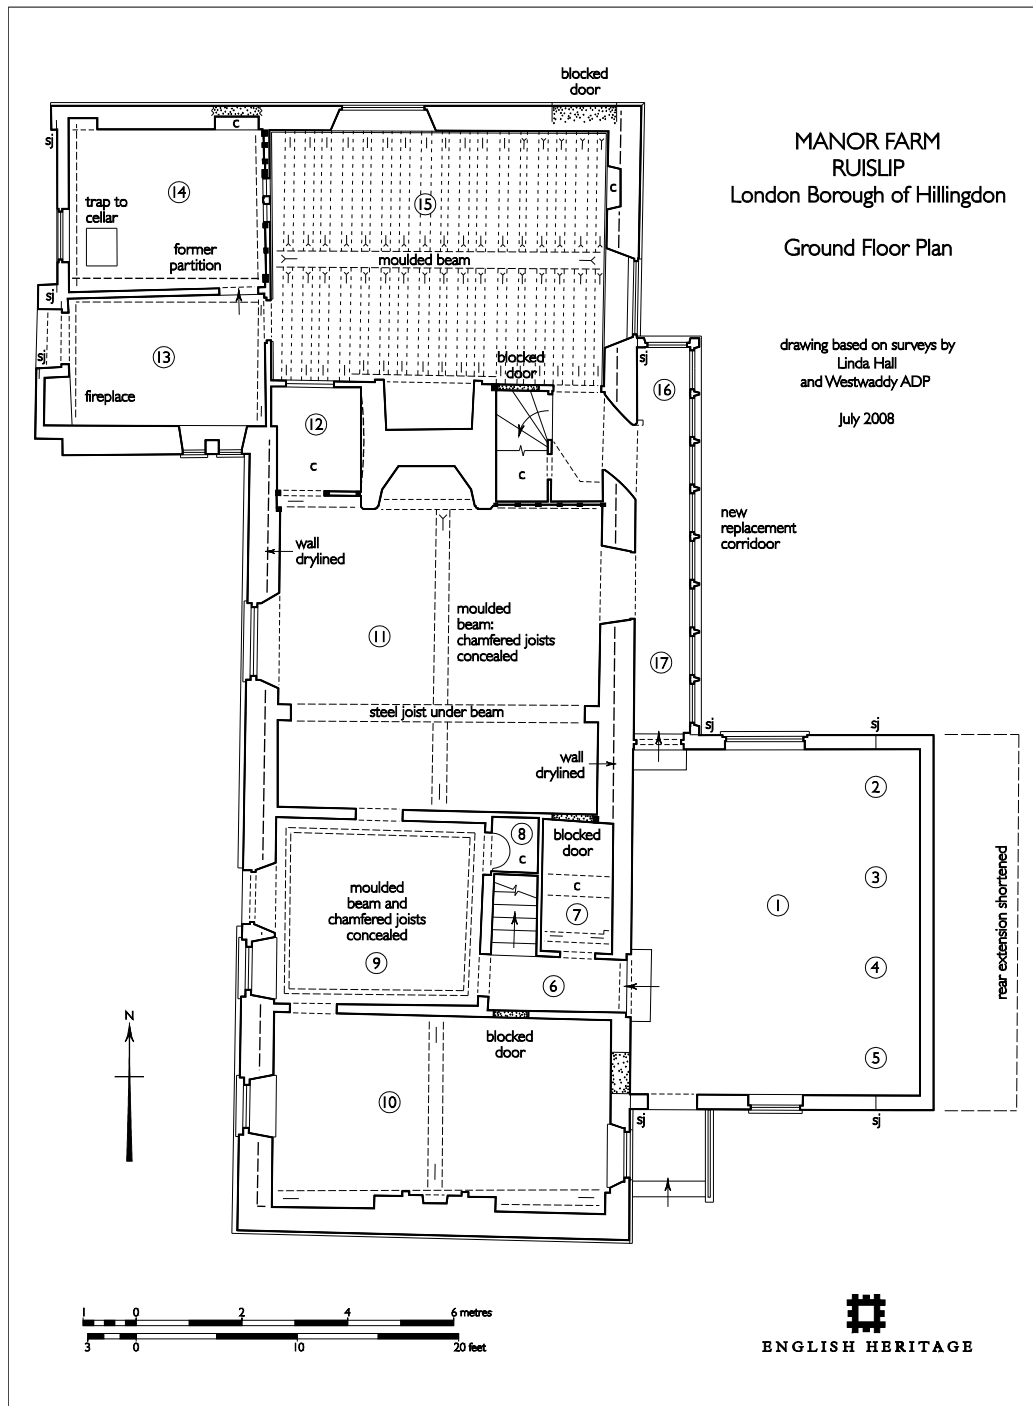 blocked
door
MANOR FARM
RUISLIP
London Borough of Hillingdon
Ground Floor Plan
drawing based on surveys by
Linda Hall
and Westwaddy ADP
July 2008
sj
c
14
trap to
cellar
former
partition
15
c
moulded beam
sj
sj
13
fireplace
blocked
door
sj
16
12
c
c
new
replacement
corridoor
wall
drylined
moulded
beam:
chamfered joists
concealed
11
17
steel joist under beam
sj
sj
wall
drylined
2
8
c
blocked
door
c
7
3
1
rear extension shortened
moulded
beam and
chamfered joists
concealed
9
6
4
N
blocked
door
5
10
sj
sj
1 0 2 4 6 metres
3 0 10 20 feet
ENGLISH HERITAGE